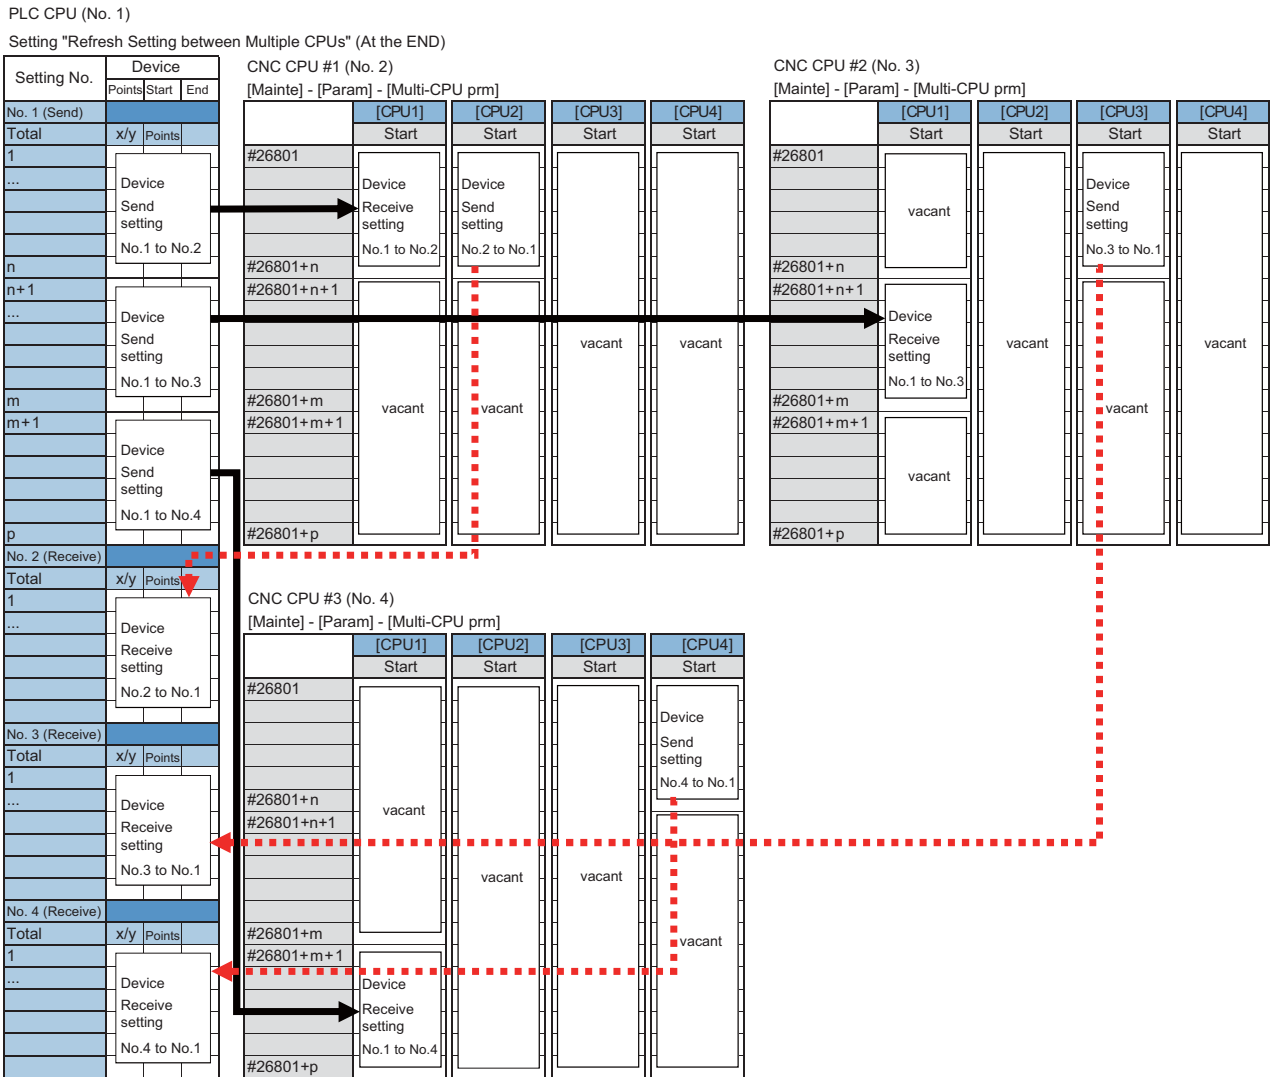 PLC CPU (No. 1)
Setting "Refresh Setting between Multiple CPUs" (At the END)
Setting No.
Device
Points
Start
End
No. 1 (Send)
Total
x/y
Points
1
...
n
n+1
...
m
m+1
p
Device
Send
setting
No.1 to No.2
Device
Send
setting
No.1 to No.3
Device
Send
setting
No.1 to No.4
No. 2 (Receive)
Total
x/y
Points
1
...
Device
Receive
setting
No.2 to No.1
No. 3 (Receive)
Total
x/y
Points
1
...
Device
Receive
setting
No.3 to No.1
No. 4 (Receive)
Total
x/y
Points
1
...
Device
Receive
setting
No.4 to No.1
CNC CPU #1 (No. 2)
[Mainte] - [Param] - [Multi-CPU prm]
[CPU1]
[CPU2]
[CPU3]
[CPU4]
Start
Start
Start
Start
#26801
#26801+n
#26801+n+1
#26801+m
#26801+m+1
#26801+p
Device
Receive
setting
No.1 to No.2
vacant
Device
Send
setting
No.2 to No.1
vacant
vacant
vacant
CNC CPU #2 (No. 3)
[Mainte] - [Param] - [Multi-CPU prm]
[CPU1]
[CPU2]
[CPU3]
[CPU4]
Start
Start
Start
Start
#26801
#26801+n
#26801+n+1
#26801+m
#26801+m+1
#26801+p
vacant
Device
Receive
setting
No.1 to No.3
vacant
vacant
Device
Send
setting
No.3 to No.1
vacant
vacant
CNC CPU #3 (No. 4)
[Mainte] - [Param] - [Multi-CPU prm]
[CPU1]
[CPU2]
[CPU3]
[CPU4]
Start
Start
Start
Start
#26801
#26801+n
#26801+n+1
#26801+m
#26801+m+1
#26801+p
vacant
Device
Receive
setting
No.1 to No.4
vacant
vacant
Device
Send
setting
No.4 to No.1
vacant